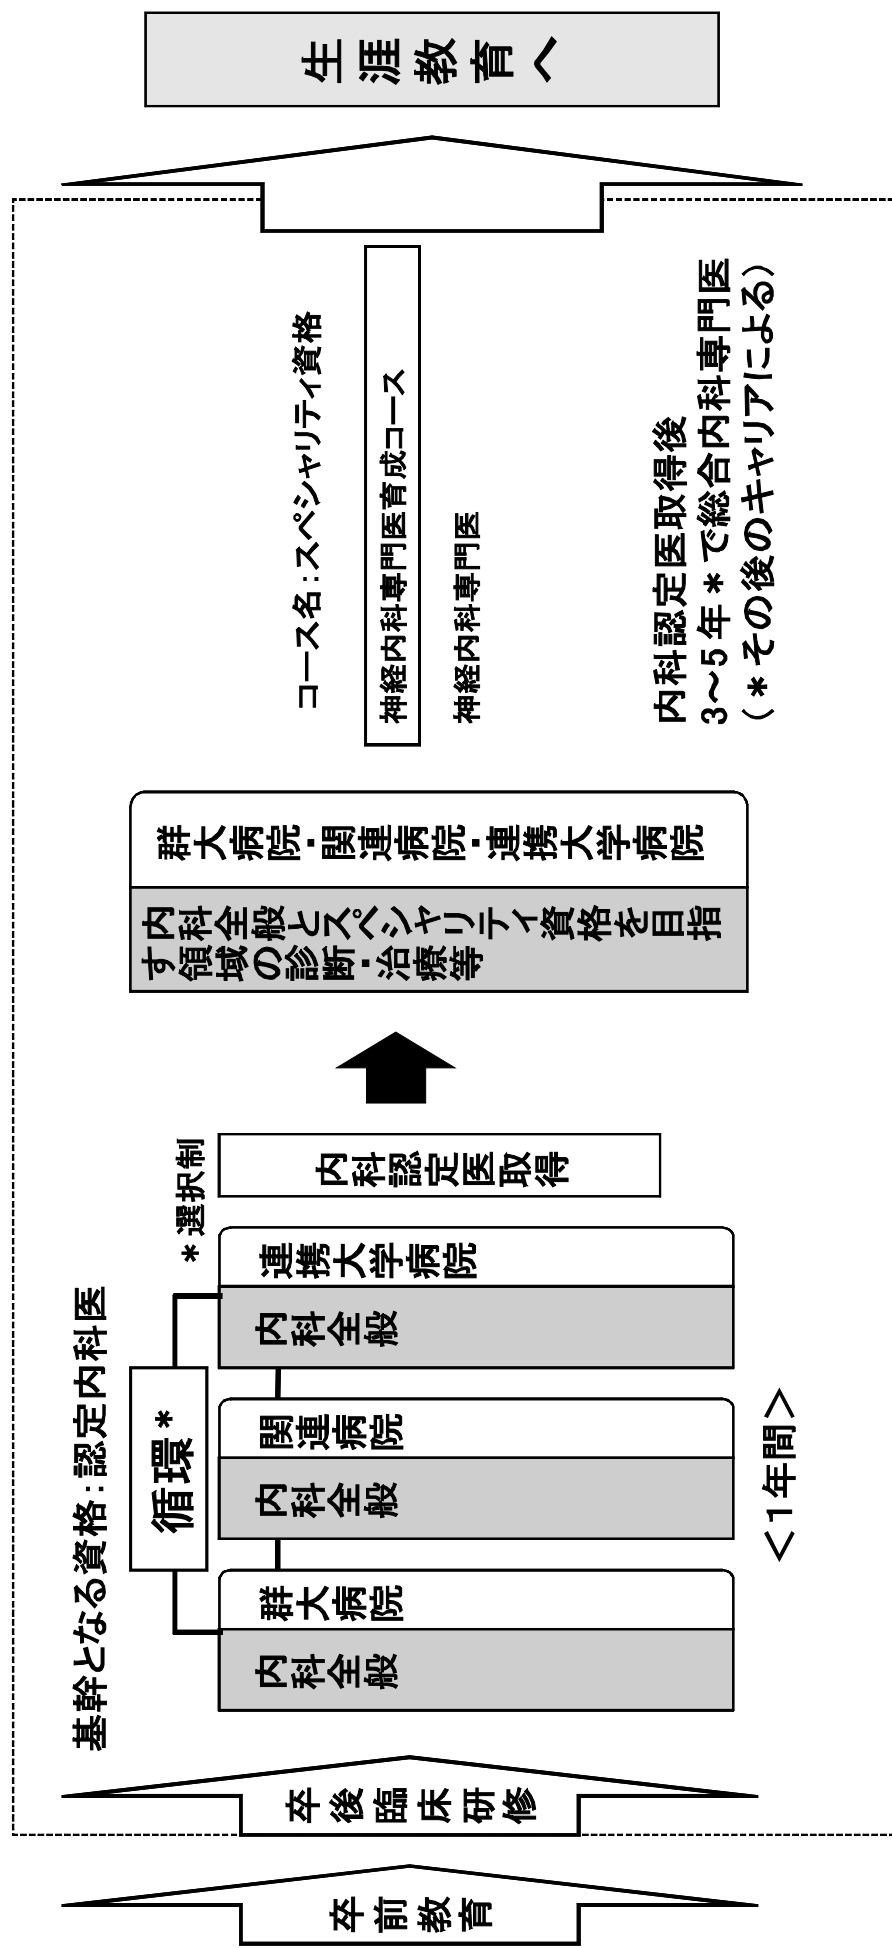 卒前教育
卒後臨床研修
基幹となる資格：認定内科医
循環*
*選択制
内科全般
群大病院
内科全般
関連病院
内科全般
連携大学病院
＜１年間＞
内科認定医取得
内科全般とスペシャリティ資格を目指
す領域の診断・治療等
群大病院・関連病院・連携大学病院
コース名：スペシャリティ資格
神経内科専門医育成コース
神経内科専門医
内科認定医取得後
3～5年*で総合内科専門医
（*その後のキャリアによる）
生涯教育へ